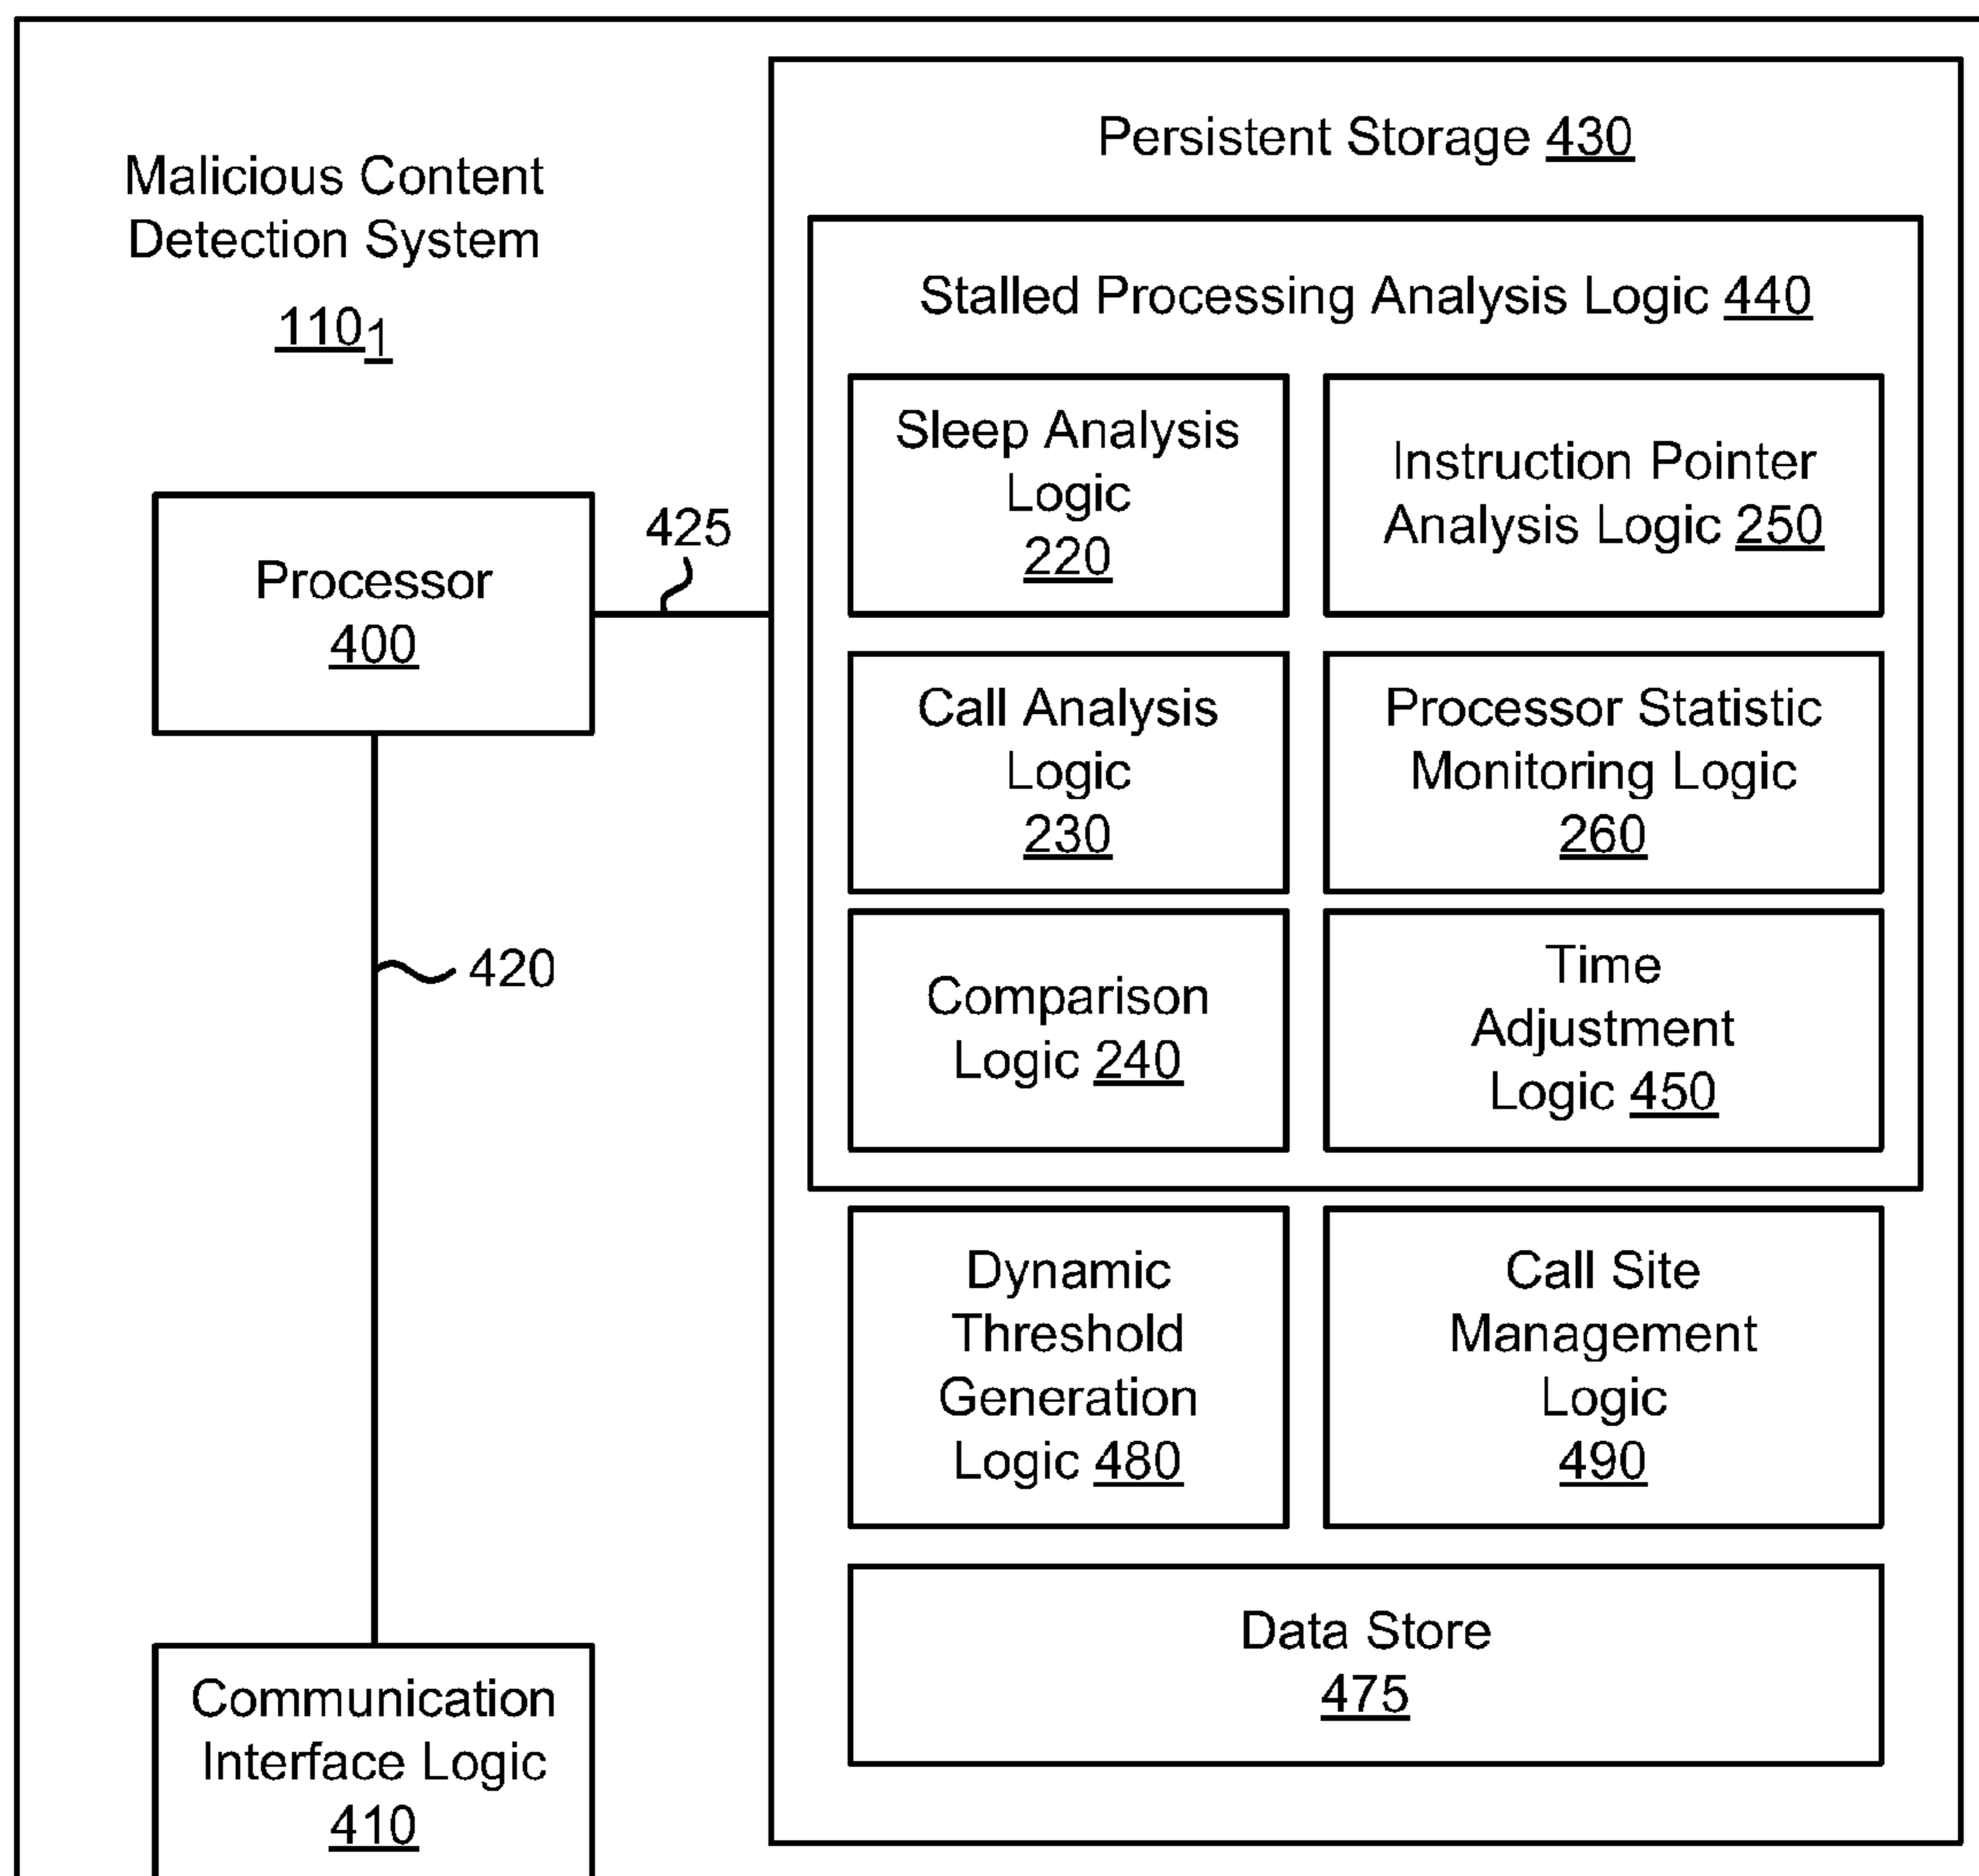 Malicious Content
Detection System
110₁
Processor
400
425
420
Communication
Interface Logic
410
Persistent Storage 430
Stalled Processing Analysis Logic 440
Sleep Analysis
Logic
220
Instruction Pointer
Analysis Logic 250
Call Analysis
Logic
230
Processor Statistic
Monitoring Logic
260
Comparison
Logic 240
Time
Adjustment
Logic 450
Dynamic
Threshold
Generation
Logic 480
Call Site
Management
Logic
490
Data Store
475